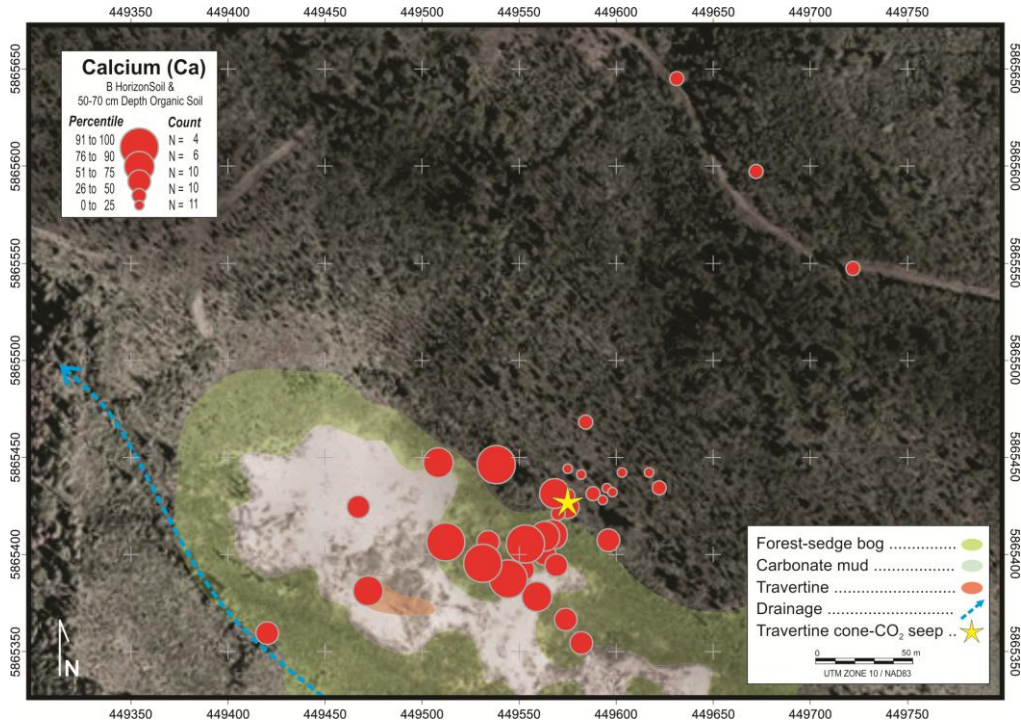 449350 449400 449450 449500 449550 449600 449650 449700 449750
5865650 5865650
5865600 5865600
5865550 5865550
5865500 5865500
5865450 5865450
5865400 5865400
5865350 5865350
Calcium (Ca)
B HorizonSoil &
50-70 cm Depth Organic Soil
Percentile Count
91 to 100 N = 4
76 to 90 N = 6
51 to 75 N = 10
26 to 50 N = 10
0 to 25 N = 11
Forest-sedge bog ..............
Carbonate mud ..................
Travertine ..........................
Drainage ............................
Travertine cone-CO₂ seep ..
0 50 m
UTM ZONE 10 / NAD83
N
449350 449400 449450 449500 449550 449600 449650 449700 449750